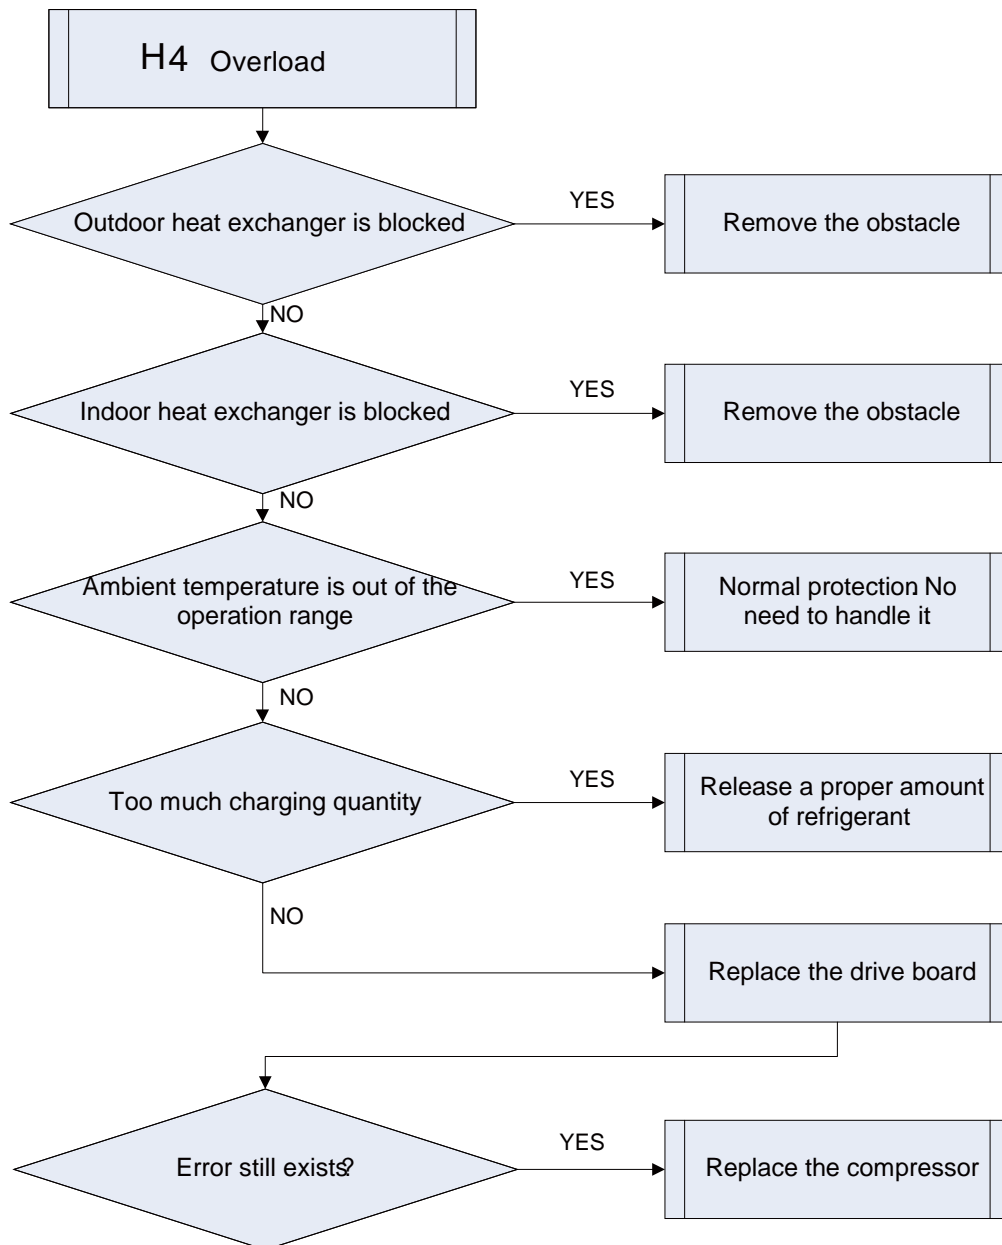 H4 Overload
Outdoor heat exchanger is blocked
YES
Remove the obstacle
NO
Indoor heat exchanger is blocked
YES
Remove the obstacle
NO
Ambient temperature is out of the
operation range
YES
Normal protection. No
need to handle it.
NO
Too much charging quantity
YES
Release a proper amount
of refrigerant
NO
Replace the drive board
Error still exists?
YES
Replace the compressor